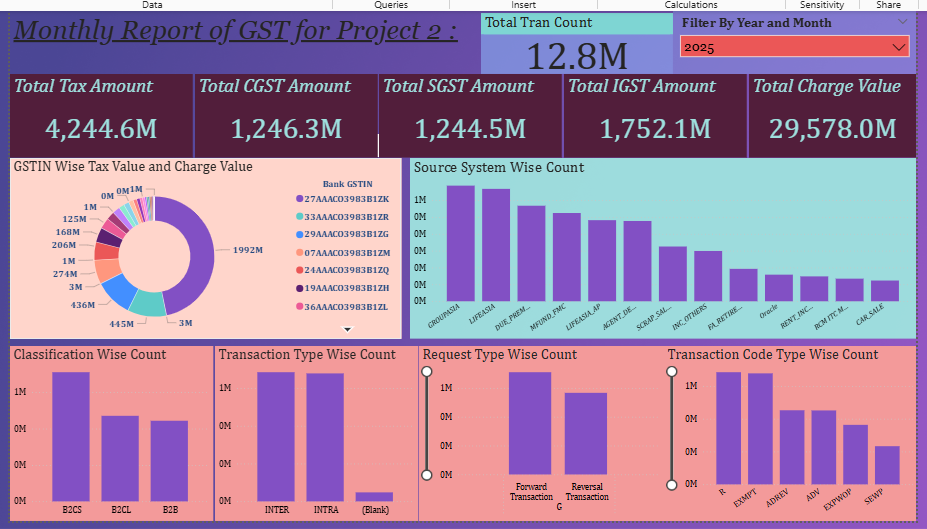 Data Queries Insert Calculations Sensitivity Share
Monthly Report of GST for Project 2 :
Total Tran Count
12.8M
Filter By Year and Month
2025
Total Tax Amount
4,244.6M
Total CGST Amount
1,246.3M
Total SGST Amount
1,244.5M
Total IGST Amount
1,752.1M
Total Charge Value
29,578.0M
GSTIN Wise Tax Value and Charge Value
0M
0M
1M
1M
125M
168M
206M
1M
274M
3M
436M
445M
3M
1992M
Bank GSTIN
27AAACO3983B1ZK
33AAACO3983B1ZR
29AAACO3983B1ZG
07AAACO3983B1ZM
24AAACO3983B1ZQ
19AAACO3983B1ZH
36AAACO3983B1ZL
Source System Wise Count
1M
0M
0M
0M
0M
0M
0M
GROUPASIA
LIFEASIA
DUE_PREM...
MFUND_FMC
LIFEASIA_AP
AGENT_DE...
SCRAP_SAL...
INC_OTHERS
FA_RETIRE...
Oracle
RENT_INC...
RCM ITC M...
CAR_SALE
Classification Wise Count
1M
0M
0M
0M
B2CS
B2CL
B2B
Transaction Type Wise Count
1M
0M
0M
0M
INTER
INTRA
(Blank)
Request Type Wise Count
1M
0M
0M
0M
Forward
Transaction
Reversal
Transaction
G
Transaction Code Type Wise Count
1M
0M
0M
0M
R
EXMPT
ADREV
ADV
EXPWOP
SEWP